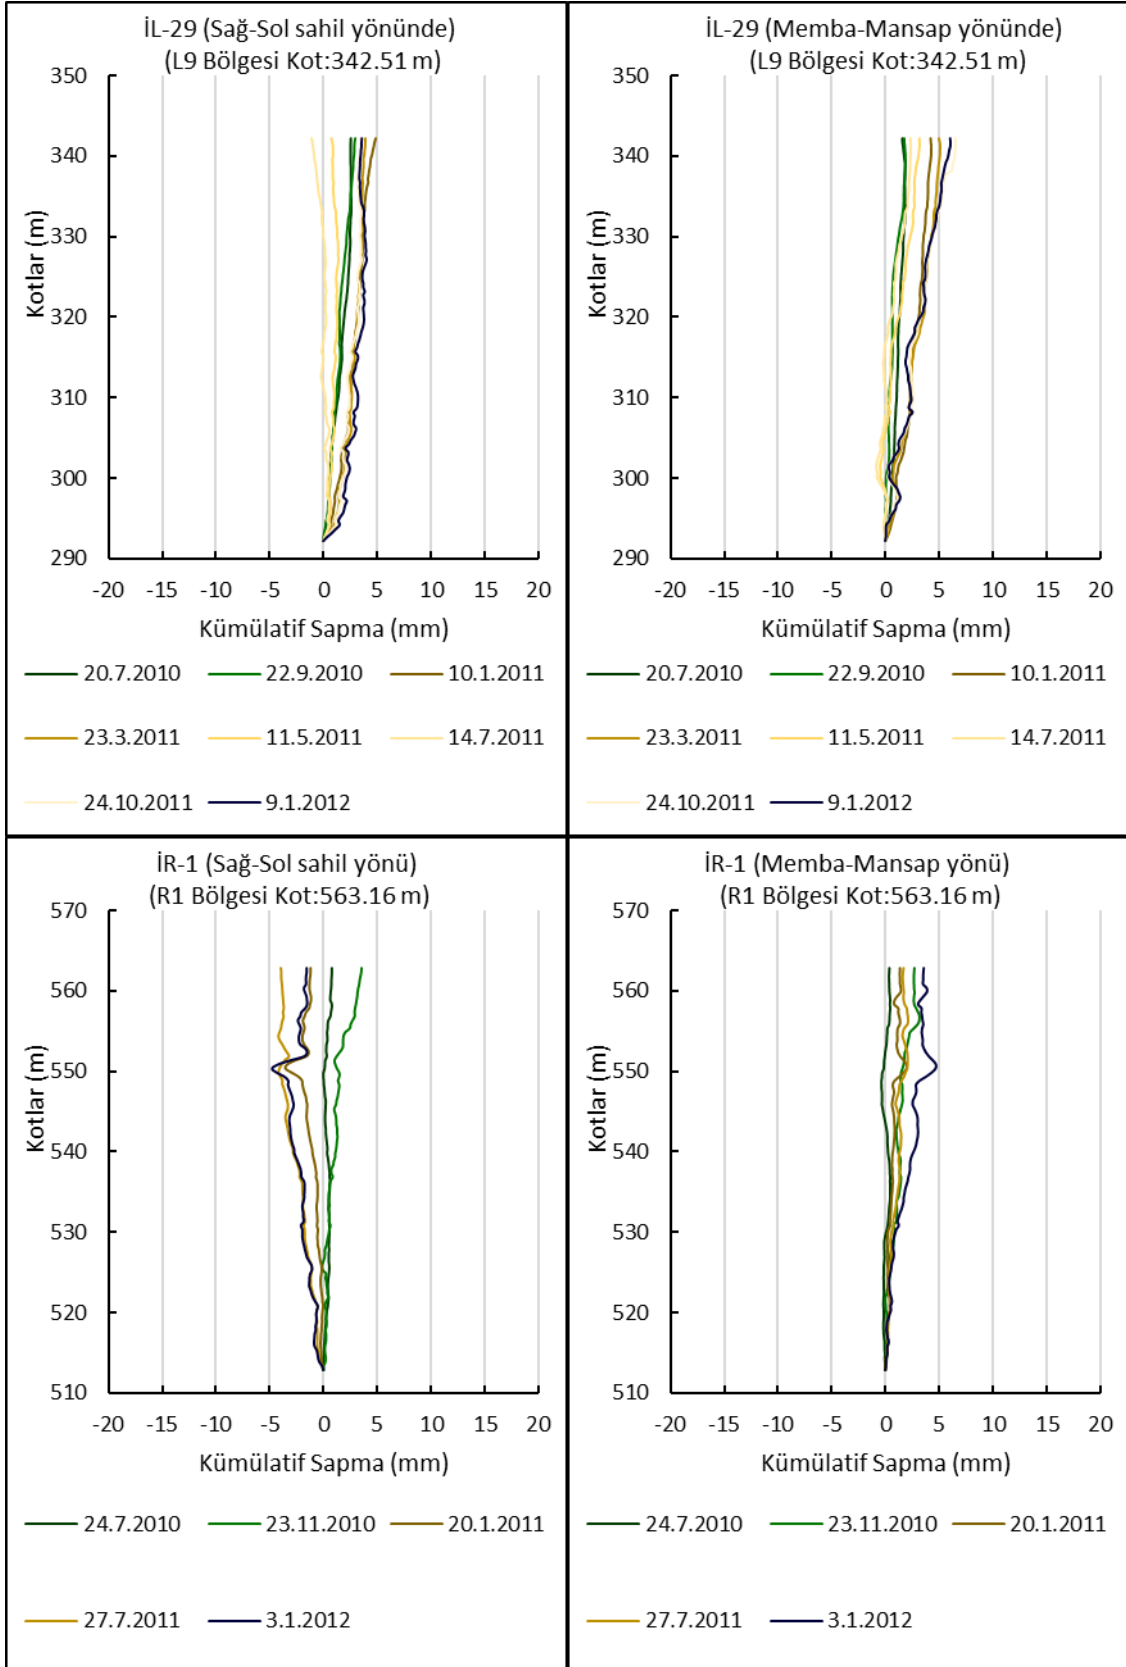 İL-29 (Sağ-Sol sahil yönünde)
(L9 Bölgesi Kot:342.51 m)
350
340
330
320
310
300
290
Kotlar (m)
-20 -15 -10 -5 0 5 10 15 20
Kümülatif Sapma (mm)
20.7.2010 22.9.2010 10.1.2011
23.3.2011 11.5.2011 14.7.2011
24.10.2011 9.1.2012
İL-29 (Memba-Mansap yönünde)
(L9 Bölgesi Kot:342.51 m)
350
340
330
320
310
300
290
Kotlar (m)
-20 -15 -10 -5 0 5 10 15 20
Kümülatif Sapma (mm)
20.7.2010 22.9.2010 10.1.2011
23.3.2011 11.5.2011 14.7.2011
24.10.2011 9.1.2012
İR-1 (Sağ-Sol sahil yönü)
(R1 Bölgesi Kot:563.16 m)
570
560
550
540
530
520
510
Kotlar (m)
-20 -15 -10 -5 0 5 10 15 20
Kümülatif Sapma (mm)
24.7.2010 23.11.2010 20.1.2011
27.7.2011 3.1.2012
İR-1 (Memba-Mansap yönü)
(R1 Bölgesi Kot:563.16 m)
570
560
550
540
530
520
510
Kotlar (m)
-20 -15 -10 -5 0 5 10 15 20
Kümülatif Sapma (mm)
24.7.2010 23.11.2010 20.1.2011
27.7.2011 3.1.2012